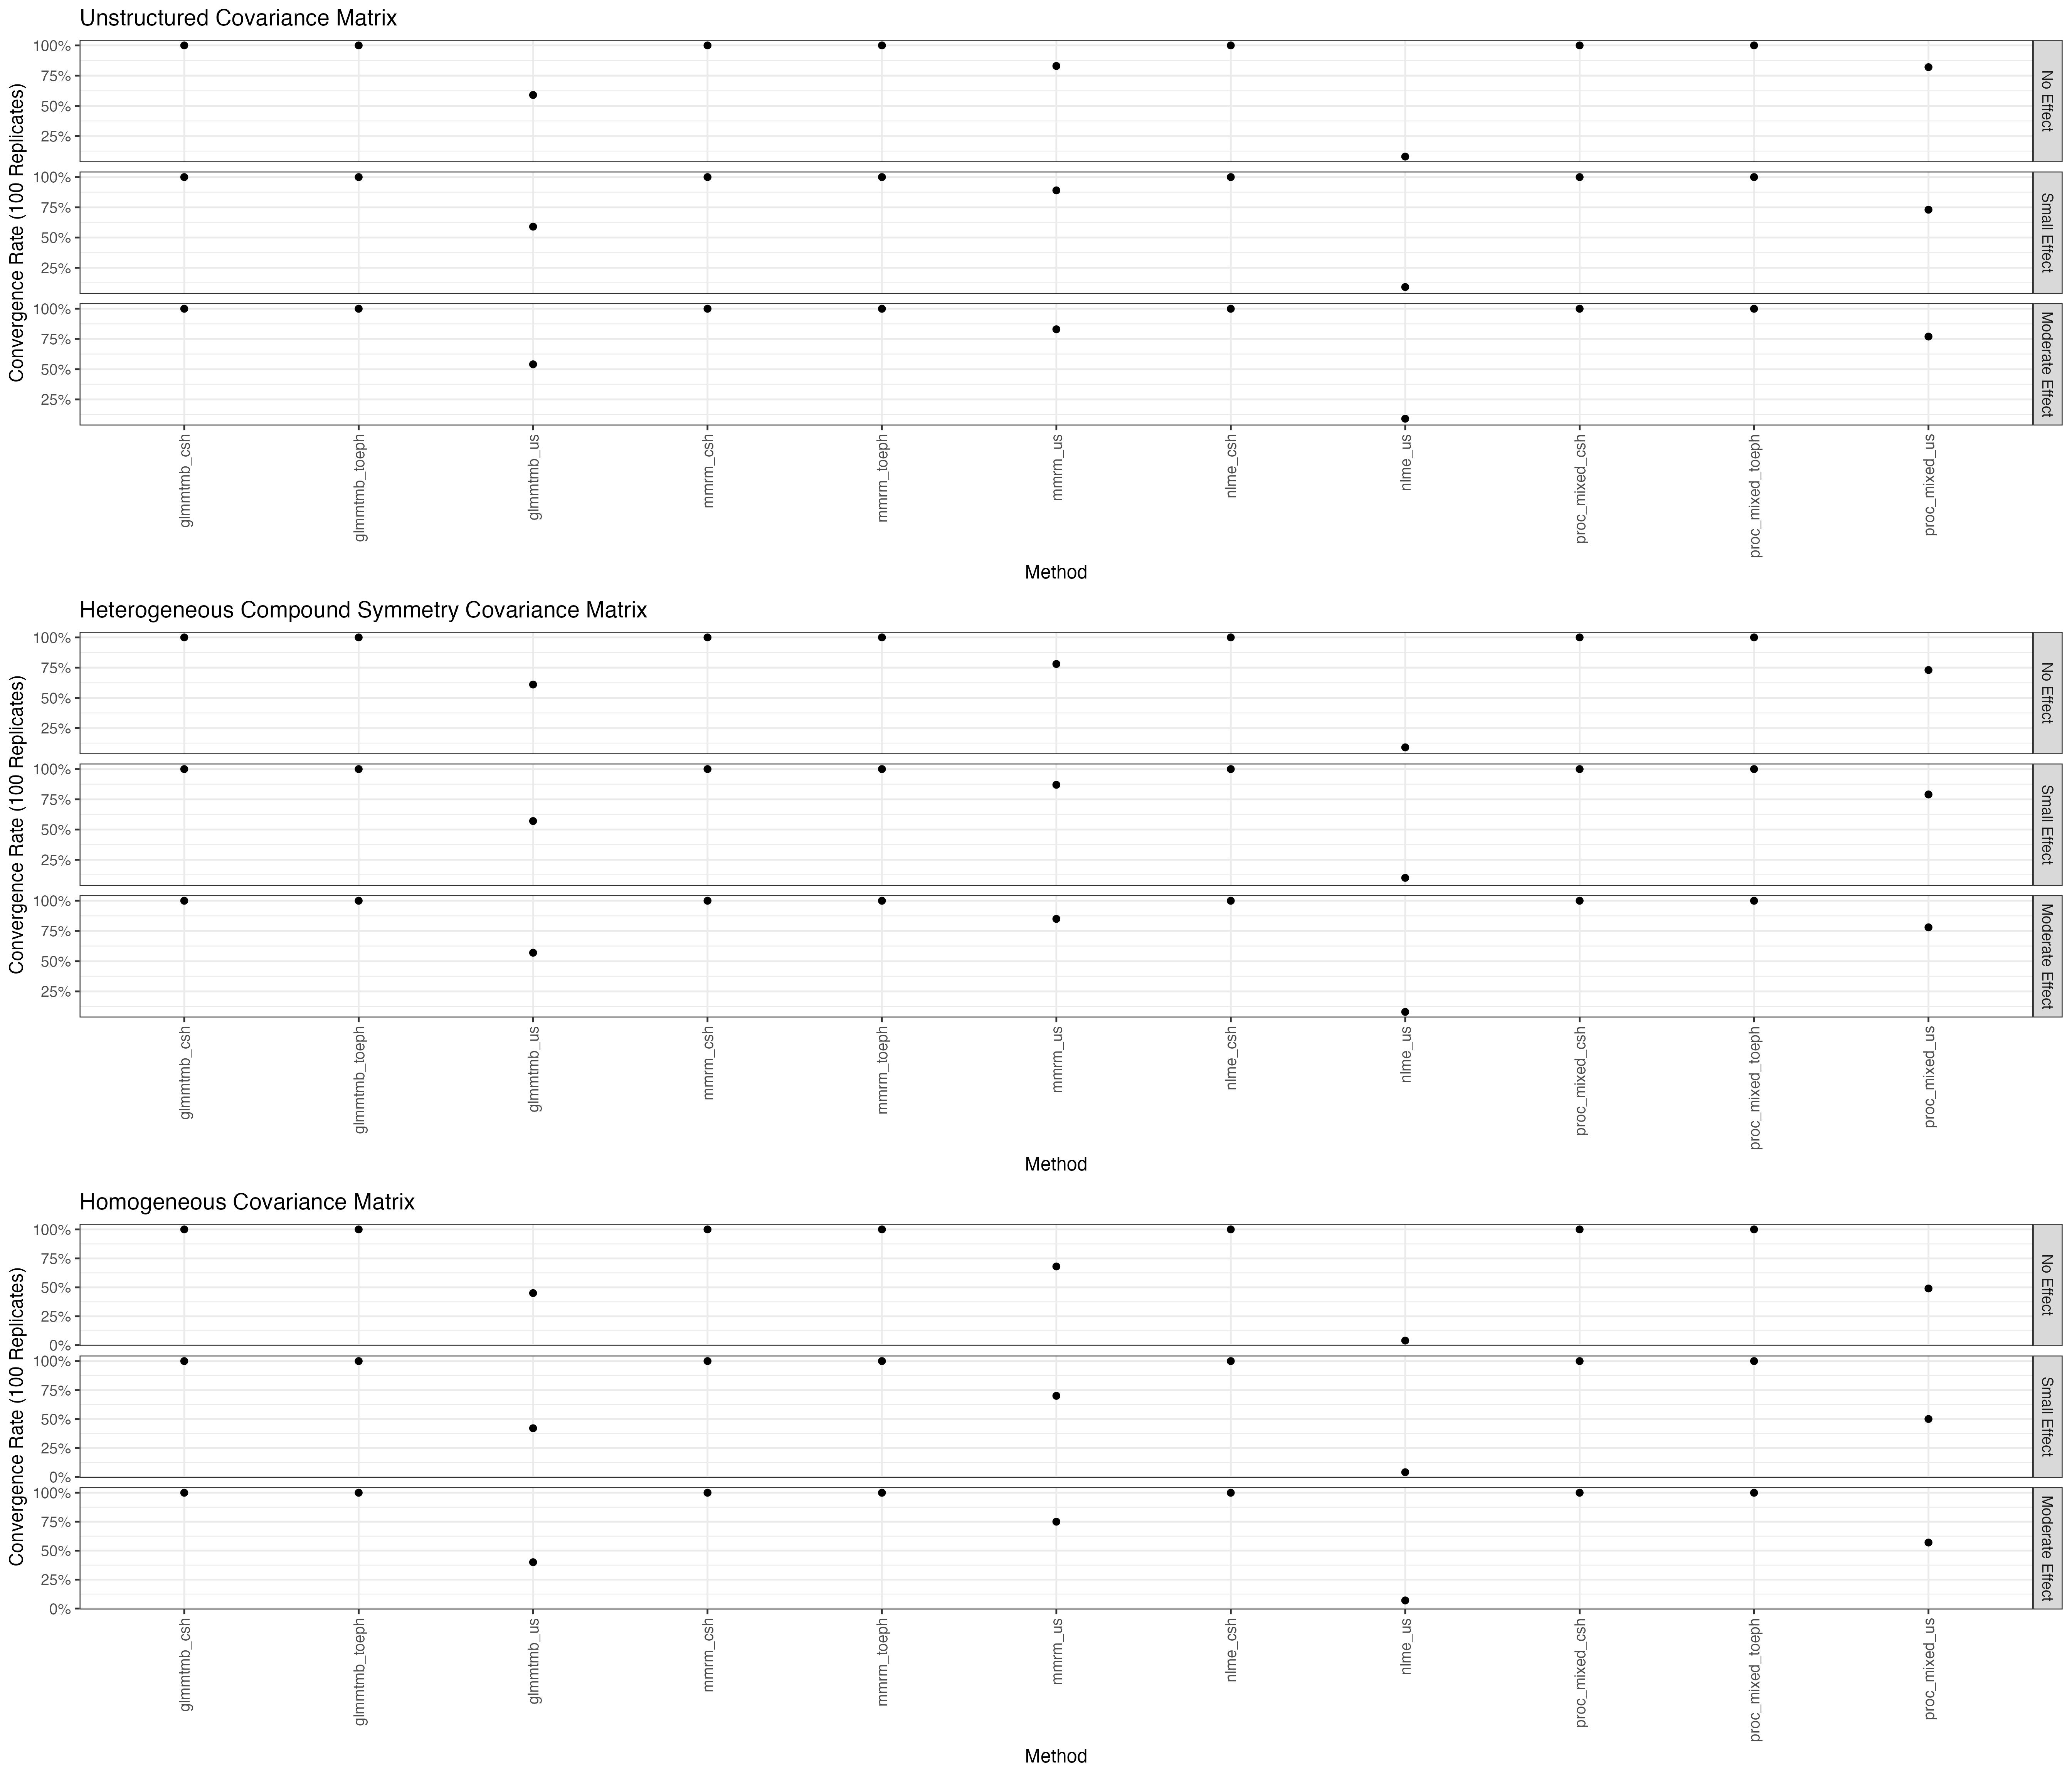 Unstructured Covariance Matrix
Convergence Rate (100 Replicates)
100%
75%
50%
25%
No Effect
100%
75%
50%
25%
Small Effect
100%
75%
50%
25%
Moderate Effect
glmmtmb_csh
glmmtmb_toeph
glmmtmb_us
mmrm_csh
mmrm_toeph
mmrm_us
nlme_csh
nlme_us
proc_mixed_csh
proc_mixed_toeph
proc_mixed_us
Method
Heterogeneous Compound Symmetry Covariance Matrix
Convergence Rate (100 Replicates)
100%
75%
50%
25%
No Effect
100%
75%
50%
25%
Small Effect
100%
75%
50%
25%
Moderate Effect
glmmtmb_csh
glmmtmb_toeph
glmmtmb_us
mmrm_csh
mmrm_toeph
mmrm_us
nlme_csh
nlme_us
proc_mixed_csh
proc_mixed_toeph
proc_mixed_us
Method
Homogeneous Covariance Matrix
Convergence Rate (100 Replicates)
100%
75%
50%
25%
0%
No Effect
100%
75%
50%
25%
0%
Small Effect
100%
75%
50%
25%
0%
Moderate Effect
glmmtmb_csh
glmmtmb_toeph
glmmtmb_us
mmrm_csh
mmrm_toeph
mmrm_us
nlme_csh
nlme_us
proc_mixed_csh
proc_mixed_toeph
proc_mixed_us
Method